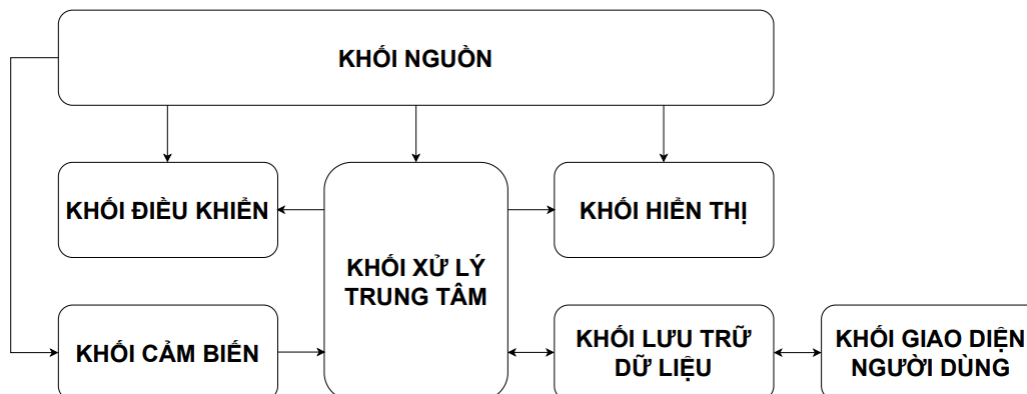 KHỐI NGUỒN
KHỐI ĐIỀU KHIỂN
KHỐI HIỂN THỊ
KHỐI XỬ LÝ
TRUNG TÂM
KHỐI CẢM BIẾN
KHỐI LƯU TRỮ
DỮ LIỆU
KHỐI GIAO DIỆN
NGƯỜI DÙNG